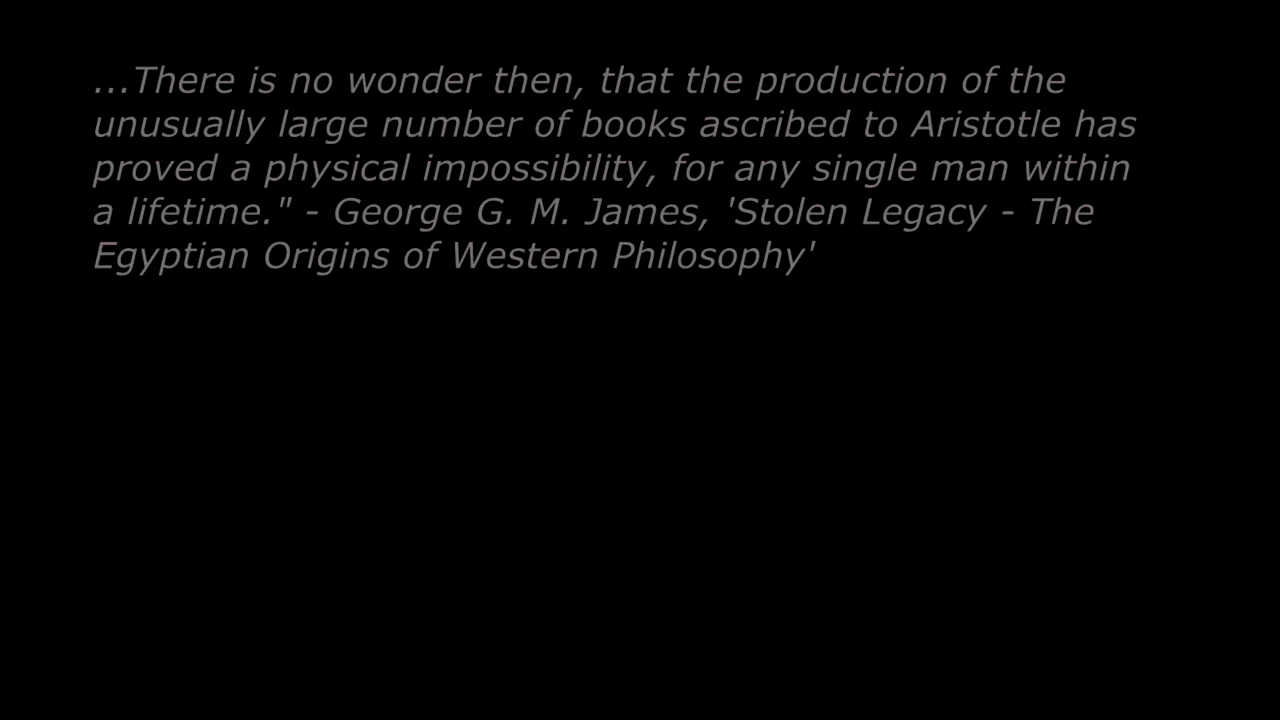 ...There is no wonder then, that the production of the
unusually large number of books ascribed to Aristotle has
proved a physical impossibility, for any single man within
a lifetime." - George G. M. James, 'Stolen Legacy - The
Egyptian Origins of Western Philosophy'